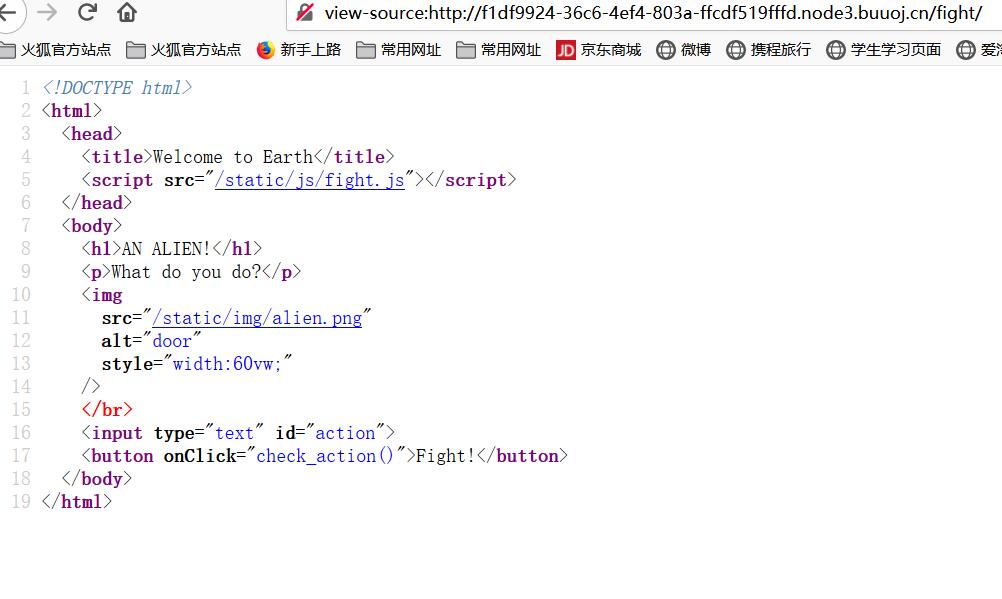 view-source:http://f1df9924-36c6-4ef4-803a-ffcdf519fffd.node3.buuoj.cn/fight/
火狐官方站点 火狐官方站点 新手上路 常用网址 常用网址 JD 京东商城 微博 携程旅行 学生学习页面 爱淘
1 <!DOCTYPE html>
2 <html>
3 <head>
4 <title>Welcome to Earth</title>
5 <script src="/static/js/fight.js"></script>
6 </head>
7 <body>
8 <h1>AN ALIEN!</h1>
9 <p>What do you do?</p>
10 <img
11 src="/static/img/alien.png"
12 alt="door"
13 style="width:60vw;"
14 />
15 </br>
16 <input type="text" id="action">
17 <button onClick="check_action()">Fight!</button>
18 </body>
19 </html>